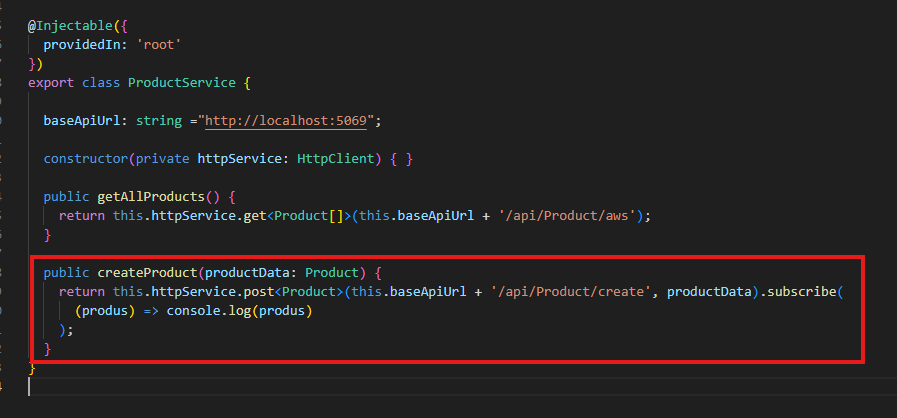 @Injectable({
providedIn: 'root'
})
export class ProductService {
baseApiUrl: string ="http://localhost:5069";
constructor(private httpService: HttpClient) { }
public getAllProducts() {
return this.httpService.get<Product[]>(this.baseApiUrl + '/api/Product/aws');
}
public createProduct(productData: Product) {
return this.httpService.post<Product>(this.baseApiUrl + '/api/Product/create', productData).subscribe(
(produs) => console.log(produs)
);
}
}